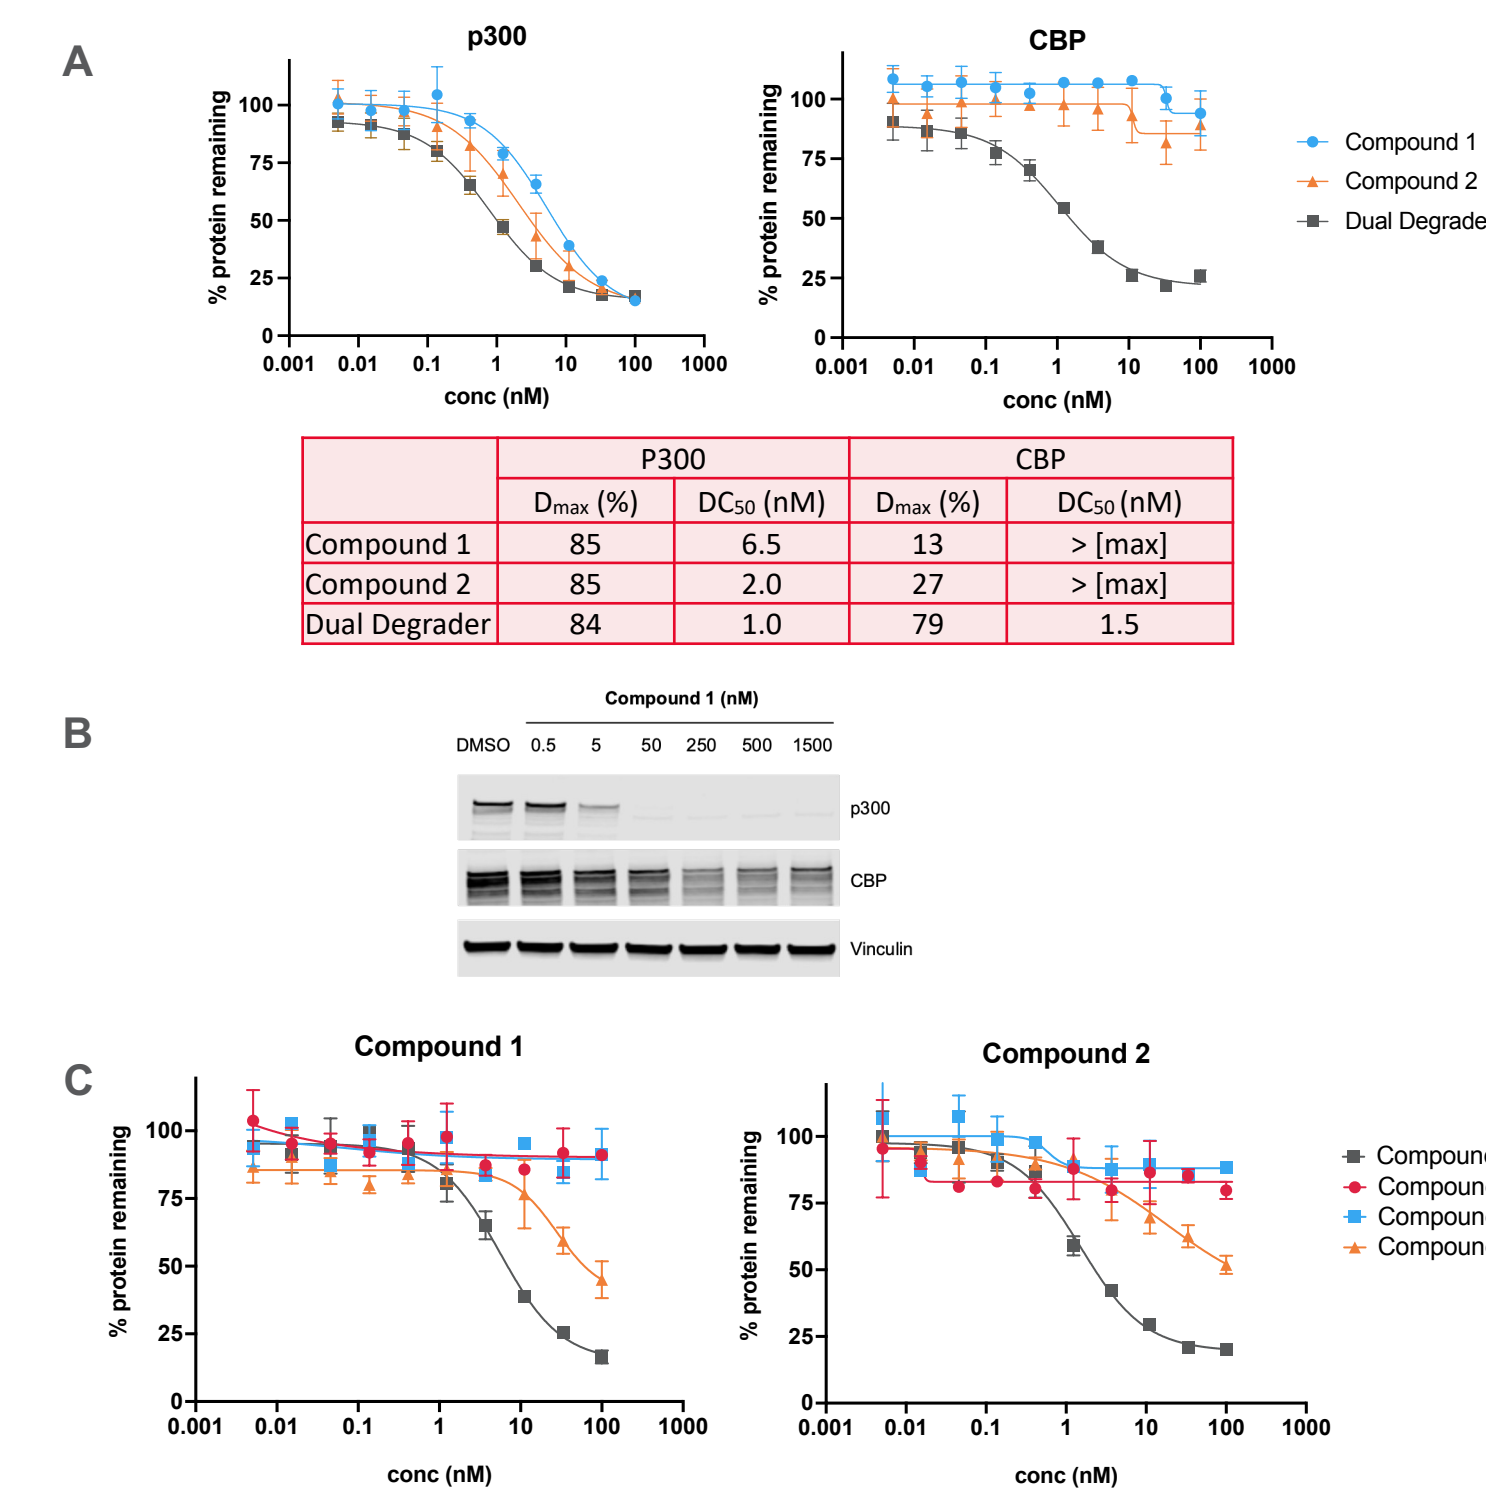 A
p300
% protein remaining
100
75
50
25
0
0.001 0.01 0.1 1 10 100 1000
conc (nM)
CBP
% protein remaining
100
75
50
25
0
0.001 0.01 0.1 1 10 100 1000
conc (nM)
Compound 1
Compound 2
Dual Degrade
P300 CBP
Dmax (%) DC50 (nM) Dmax (%) DC50 (nM)
Compound 1 85 6.5 13 > [max]
Compound 2 85 2.0 27 > [max]
Dual Degrader 84 1.0 79 1.5
B
Compound 1 (nM)
DMSO 0.5 5 50 250 500 1500
p300
CBP
Vinculin
C
Compound 1
% protein remaining
100
75
50
25
0
0.001 0.01 0.1 1 10 100 1000
conc (nM)
Compound 2
% protein remaining
100
75
50
25
0
0.001 0.01 0.1 1 10 100 1000
conc (nM)
Compoun
Compoun
Compoun
Compoun